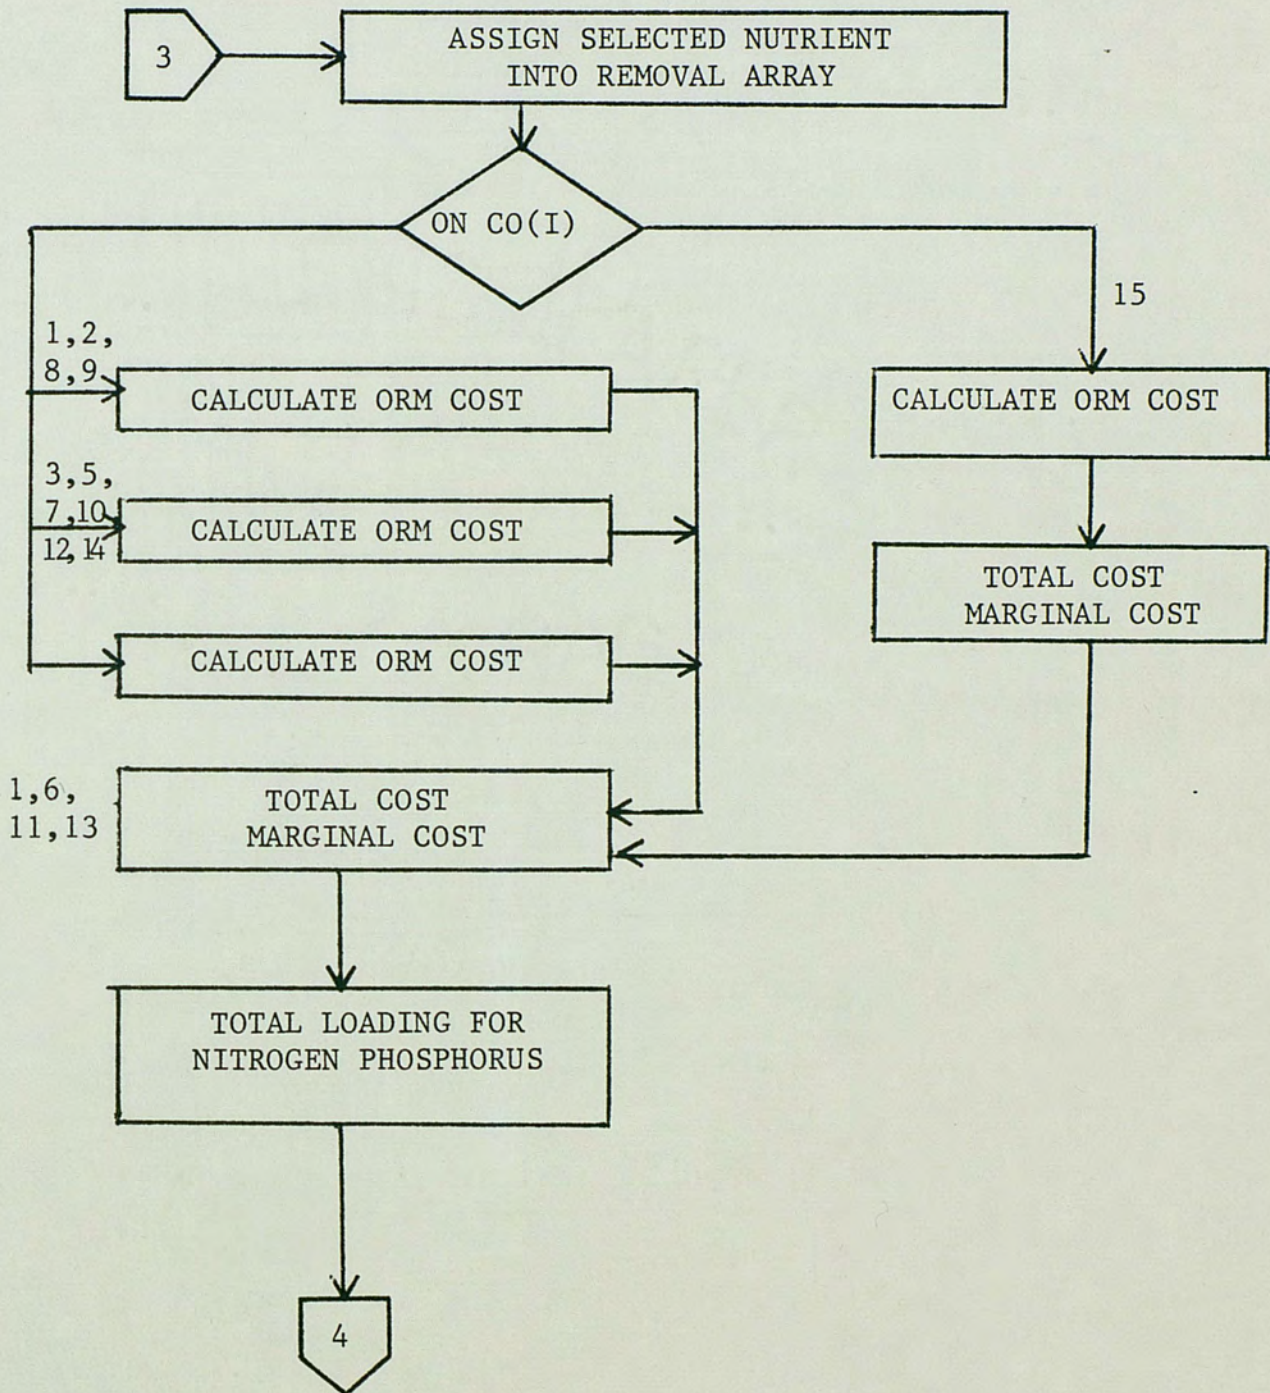 3
ASSIGN SELECTED NUTRIENT
INTO REMOVAL ARRAY
ON CO(I)
15
1,2,
8,9
CALCULATE ORM COST
CALCULATE ORM COST
3,5,
7,10
12,14
CALCULATE ORM COST
TOTAL COST
MARGINAL COST
CALCULATE ORM COST
1,6,
11,13
TOTAL COST
MARGINAL COST
TOTAL LOADING FOR
NITROGEN PHOSPHORUS
4